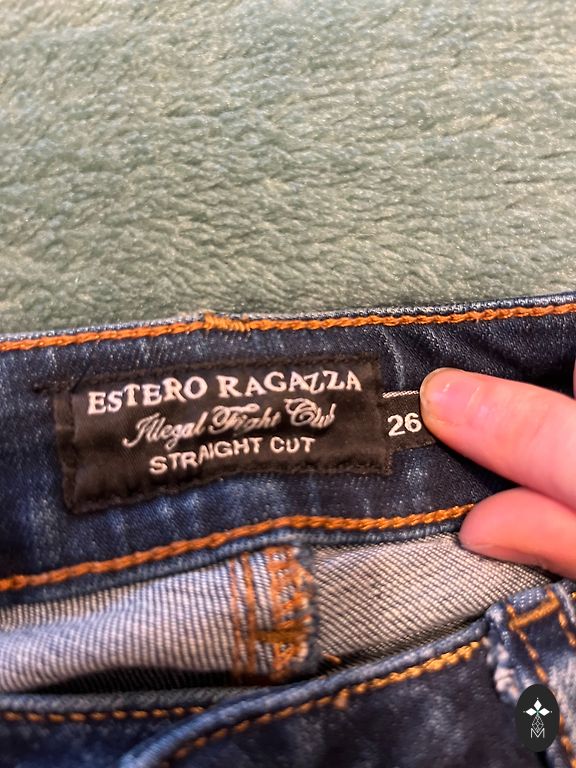 ESTERO RAGAZZA
Illegal Fight Club
STRAIGHT CUT
26
M